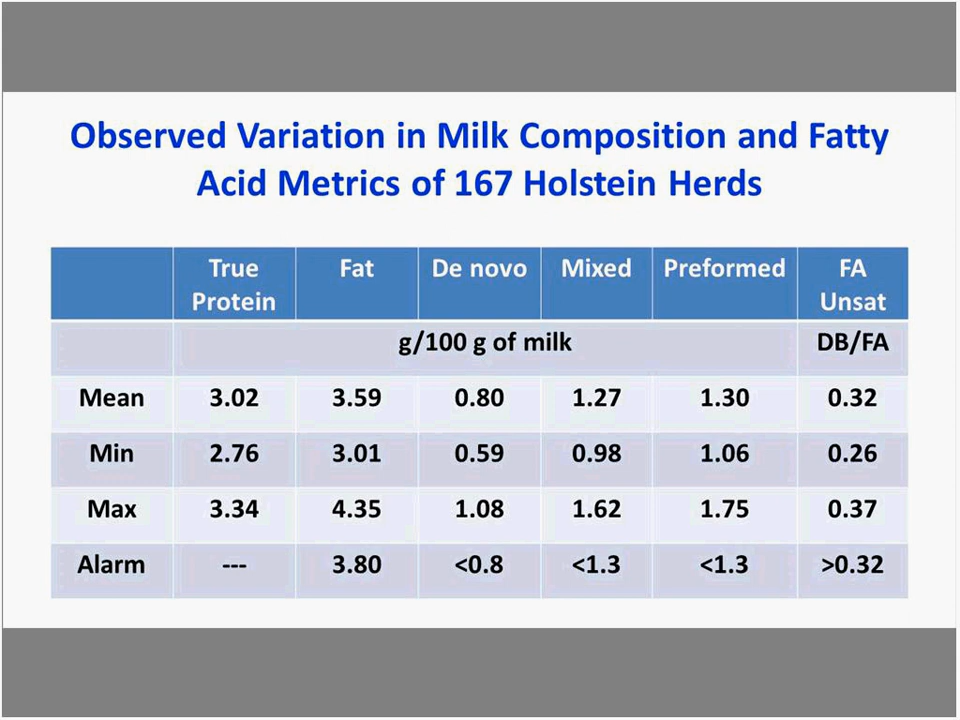 Observed Variation in Milk Composition and Fatty
Acid Metrics of 167 Holstein Herds
True Protein Fat De novo Mixed Preformed FA Unsat
g/100 g of milk DB/FA
Mean 3.02 3.59 0.80 1.27 1.30 0.32
Min 2.76 3.01 0.59 0.98 1.06 0.26
Max 3.34 4.35 1.08 1.62 1.75 0.37
Alarm --- 3.80 <0.8 <1.3 <1.3 >0.32